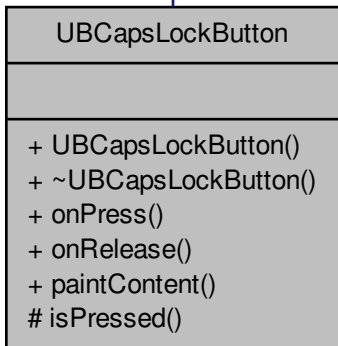 UBCapsLockButton
+ UBCapsLockButton()
+ ~UBCapsLockButton()
+ onPress()
+ onRelease()
+ paintContent()
# isPressed()